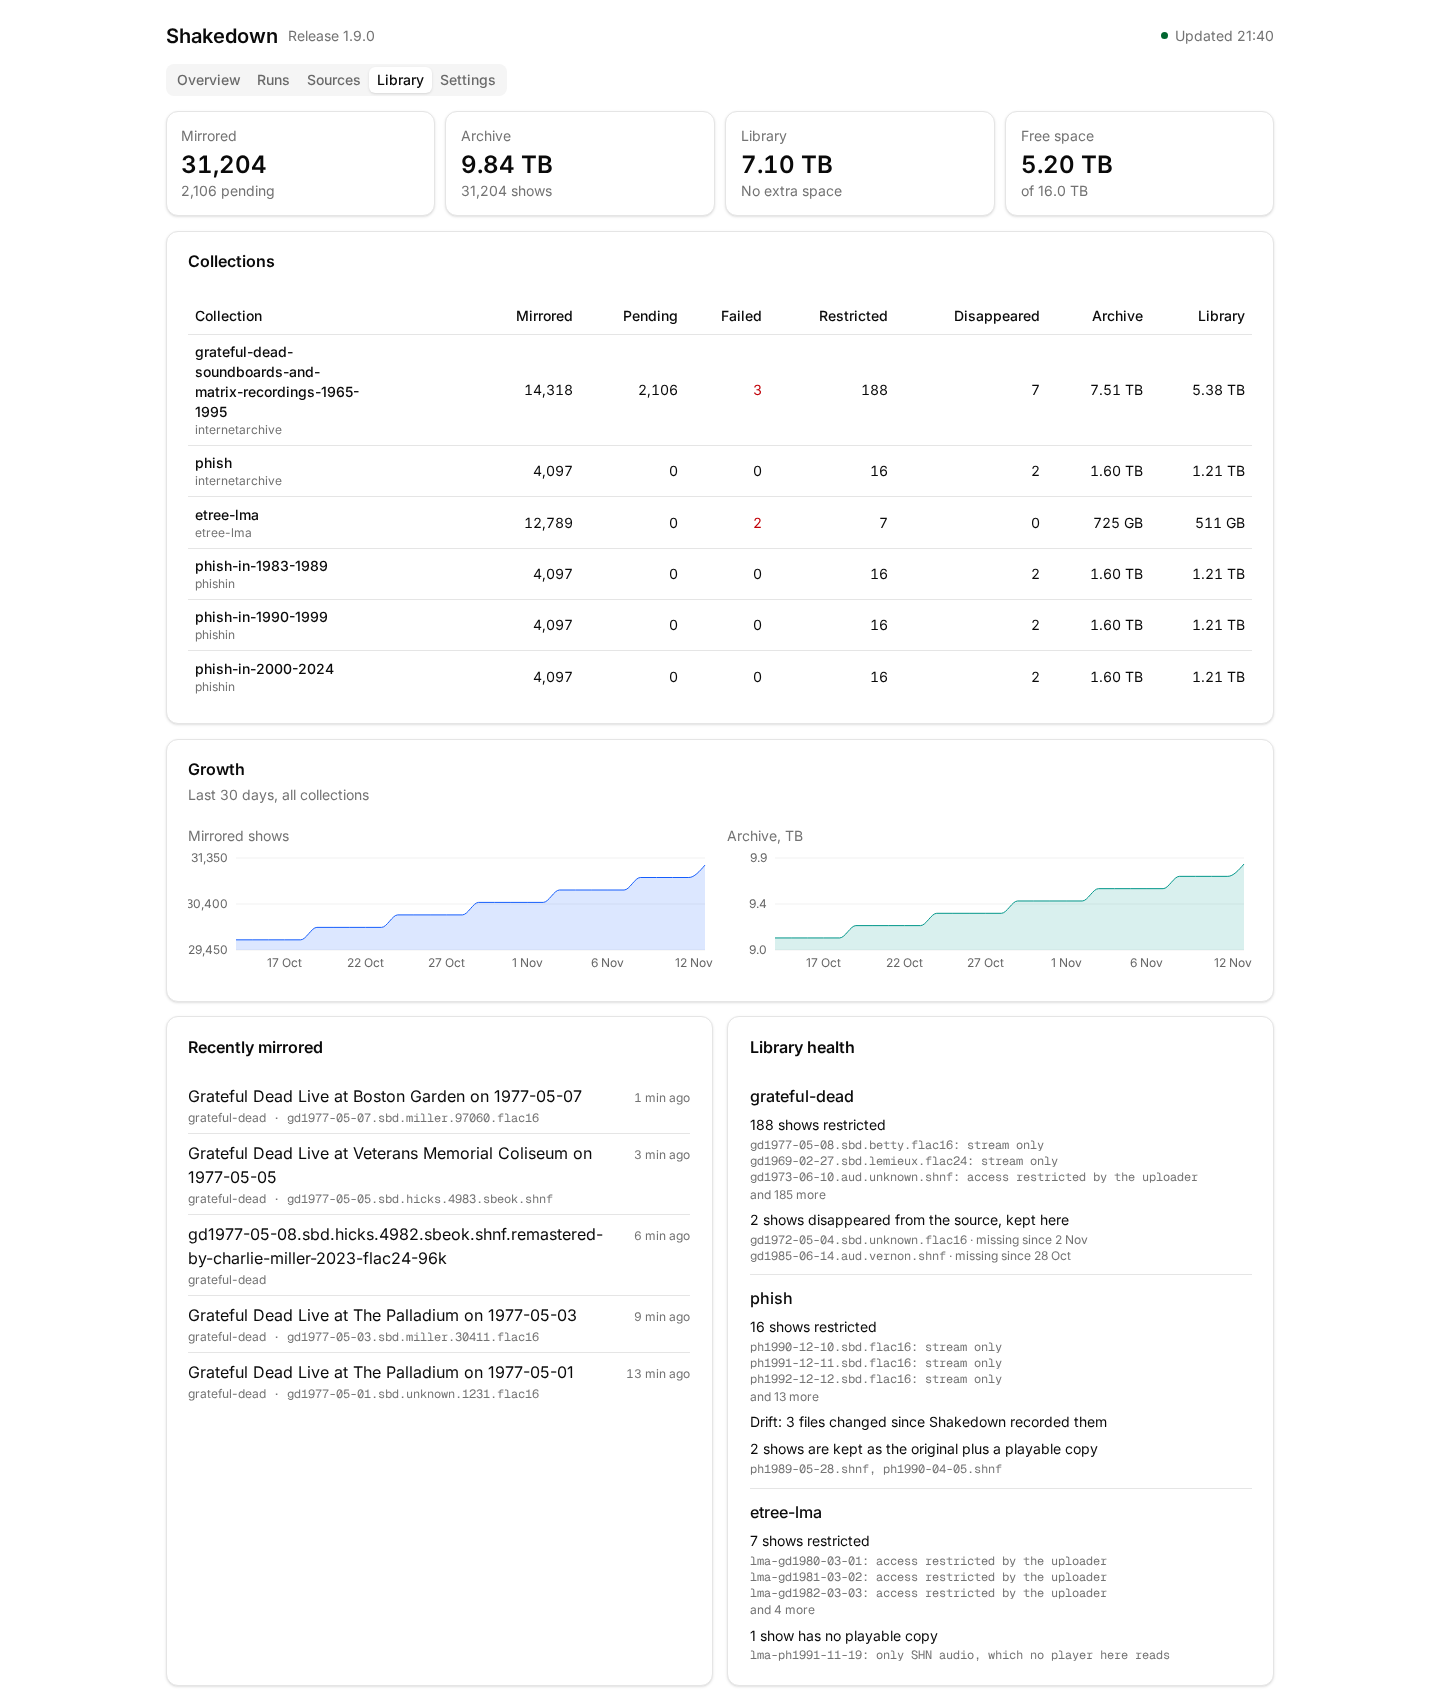 Shakedown Release 1.9.0
Updated 21:40
Overview Runs Sources Library Settings
Mirrored
31,204
2,106 pending
Archive
9.84 TB
31,204 shows
Library
7.10 TB
No extra space
Free space
5.20 TB
of 16.0 TB
Collections
Collection Mirrored Pending Failed Restricted Disappeared Archive Library
grateful-dead-
soundboards-and-
matrix-recordings-1965-
1995
internetarchive
14,318 2,106 3 188 7 7.51 TB 5.38 TB
phish
internetarchive
4,097 0 0 16 2 1.60 TB 1.21 TB
etree-lma
etree-lma
12,789 0 2 7 0 725 GB 511 GB
phish-in-1983-1989
phishin
4,097 0 0 16 2 1.60 TB 1.21 TB
phish-in-1990-1999
phishin
4,097 0 0 16 2 1.60 TB 1.21 TB
phish-in-2000-2024
phishin
4,097 0 0 16 2 1.60 TB 1.21 TB
Growth
Last 30 days, all collections
Mirrored shows
31,350
30,400
29,450
17 Oct 22 Oct 27 Oct 1 Nov 6 Nov 12 Nov
Archive, TB
9.9
9.4
9.0
17 Oct 22 Oct 27 Oct 1 Nov 6 Nov 12 Nov
Recently mirrored
Grateful Dead Live at Boston Garden on 1977-05-07 1 min ago
grateful-dead · gd1977-05-07.sbd.miller.97060.flac16
Grateful Dead Live at Veterans Memorial Coliseum on 3 min ago
1977-05-05
grateful-dead · gd1977-05-05.sbd.hicks.4983.sbeok.shnf
gd1977-05-08.sbd.hicks.4982.sbeok.shnf.remastered- 6 min ago
by-charlie-miller-2023-flac24-96k
grateful-dead
Grateful Dead Live at The Palladium on 1977-05-03 9 min ago
grateful-dead · gd1977-05-03.sbd.miller.30411.flac16
Grateful Dead Live at The Palladium on 1977-05-01 13 min ago
grateful-dead · gd1977-05-01.sbd.unknown.1231.flac16
Library health
grateful-dead
188 shows restricted
gd1977-05-08.sbd.betty.flac16: stream only
gd1969-02-27.sbd.lemieux.flac24: stream only
gd1973-06-10.aud.unknown.shnf: access restricted by the uploader
and 185 more
2 shows disappeared from the source, kept here
gd1972-05-04.sbd.unknown.flac16 · missing since 2 Nov
gd1985-06-14.aud.vernon.shnf · missing since 28 Oct
phish
16 shows restricted
ph1990-12-10.sbd.flac16: stream only
ph1991-12-11.sbd.flac16: stream only
ph1992-12-12.sbd.flac16: stream only
and 13 more
Drift: 3 files changed since Shakedown recorded them
2 shows are kept as the original plus a playable copy
ph1989-05-28.shnf, ph1990-04-05.shnf
etree-lma
7 shows restricted
lma-gd1980-03-01: access restricted by the uploader
lma-gd1981-03-02: access restricted by the uploader
lma-gd1982-03-03: access restricted by the uploader
and 4 more
1 show has no playable copy
lma-ph1991-11-19: only SHN audio, which no player here reads